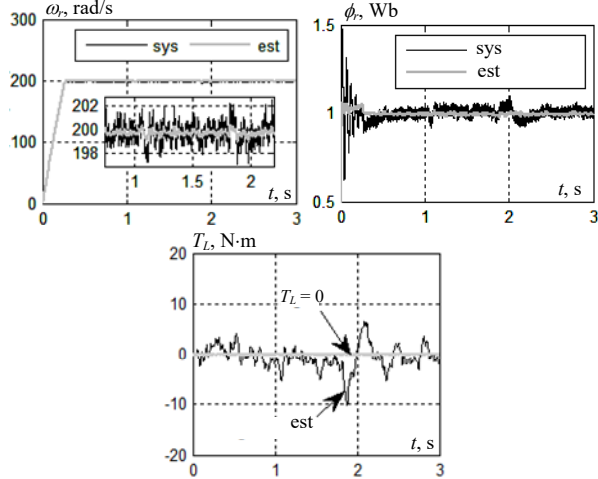 ωr, rad/s
300
sys est
200
202
200
198
100
1 1.5 2
t, s
0
0 1 2 3
ϕr, Wb
1.5
sys
est
1
t, s
0.5
0 1 2 3
TL, N·m
20
10
TL = 0
0
-10
est
t, s
-20
0 1 2 3